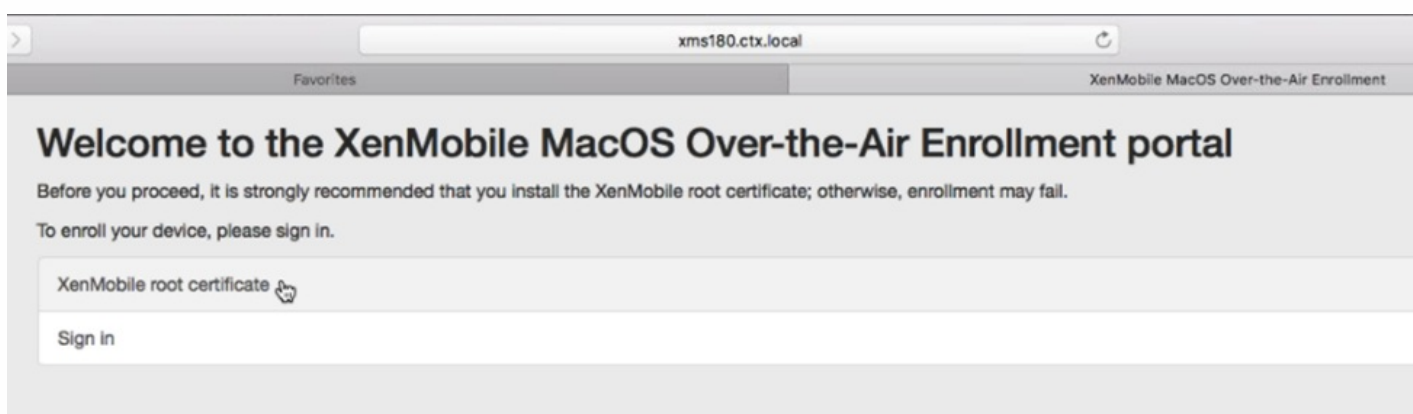 xms180.ctx.local
Favorites
XenMobile MacOS Over-the-Air Enrollment
Welcome to the XenMobile MacOS Over-the-Air Enrollment portal
Before you proceed, it is strongly recommended that you install the XenMobile root certificate; otherwise, enrollment may fail.
To enroll your device, please sign in.
XenMobile root certificate
Sign in